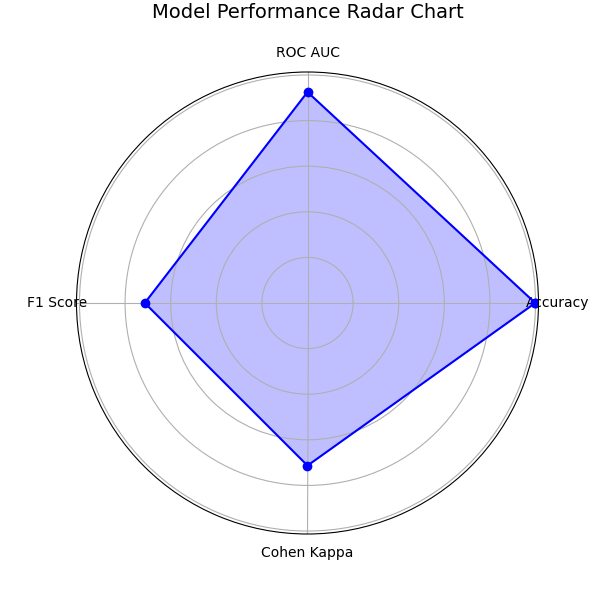 Model Performance Radar Chart
ROC AUC
F1 Score
Accuracy
Cohen Kappa